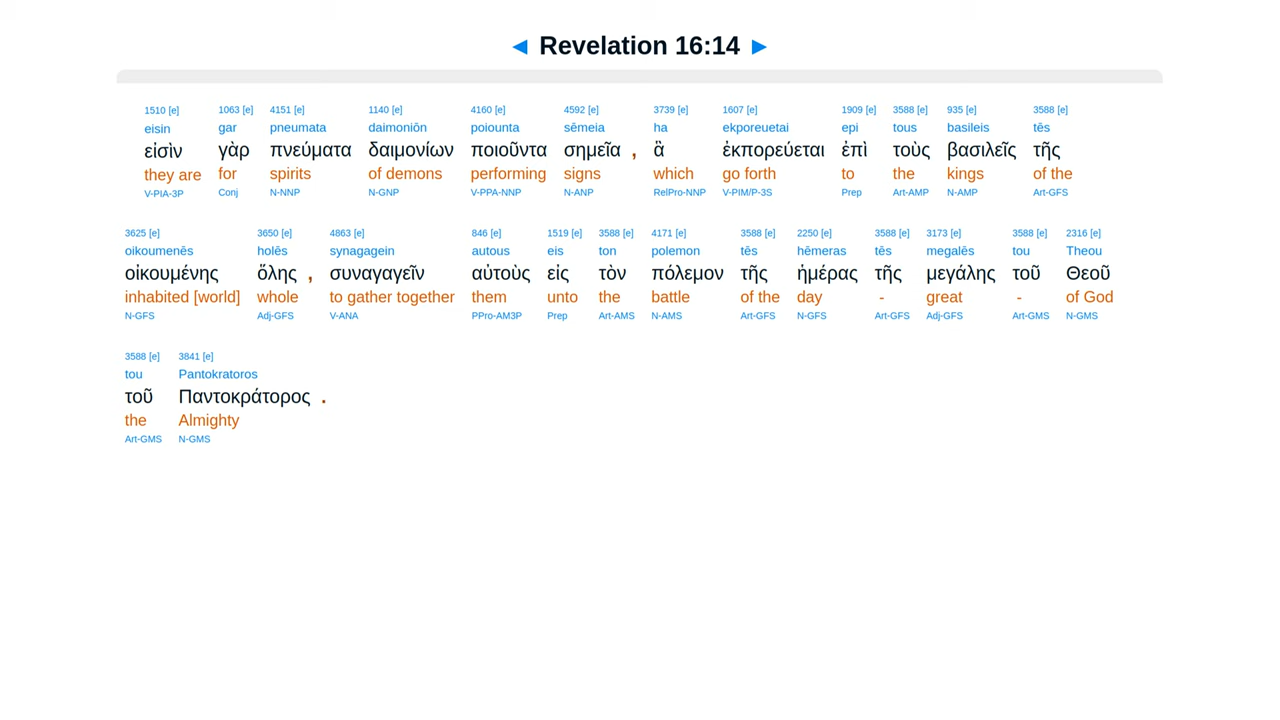 ◄ Revelation 16:14 ►
1510 [e] 1063 [e] 4151 [e] 1140 [e] 4160 [e] 4592 [e] 3739 [e] 1607 [e] 1909 [e] 3588 [e] 935 [e] 3588 [e]
eisin gar pneumata daimoniōn poiounta sēmeia ha ekporeuetai epi tous basileis tēs
εἰσὶν γὰρ πνεύματα δαιμονίων ποιοῦντα σημεῖα , ἃ ἐκπορεύεται ἐπὶ τοὺς βασιλεῖς τῆς
they are for spirits of demons performing signs which go forth to the kings of the
V-PIA-3P Conj N-NNP N-GNP V-PPA-NNP N-ANP RelPro-NNP V-PIM/P-3S Prep Art-AMP N-AMP Art-GFS
3625 [e] 3650 [e] 4863 [e] 846 [e] 1519 [e] 3588 [e] 4171 [e] 3588 [e] 2250 [e] 3588 [e] 3173 [e] 3588 [e] 2316 [e]
oikoumenēs holēs synagagein autous eis ton polemon tēs hēmeras tēs megalēs tou Theou
οἰκουμένης ὅλης , συναγαγεῖν αὐτοὺς εἰς τὸν πόλεμον τῆς ἡμέρας τῆς μεγάλης τοῦ Θεοῦ
inhabited [world] whole to gather together them unto the battle of the day - great - of God
N-GFS Adj-GFS V-ANA PPro-AM3P Prep Art-AMS N-AMS Art-GFS N-GFS Art-GFS Adj-GFS Art-GMS N-GMS
3588 [e] 3841 [e]
tou Pantokratoros
τοῦ Παντοκράτορος .
the Almighty
Art-GMS N-GMS